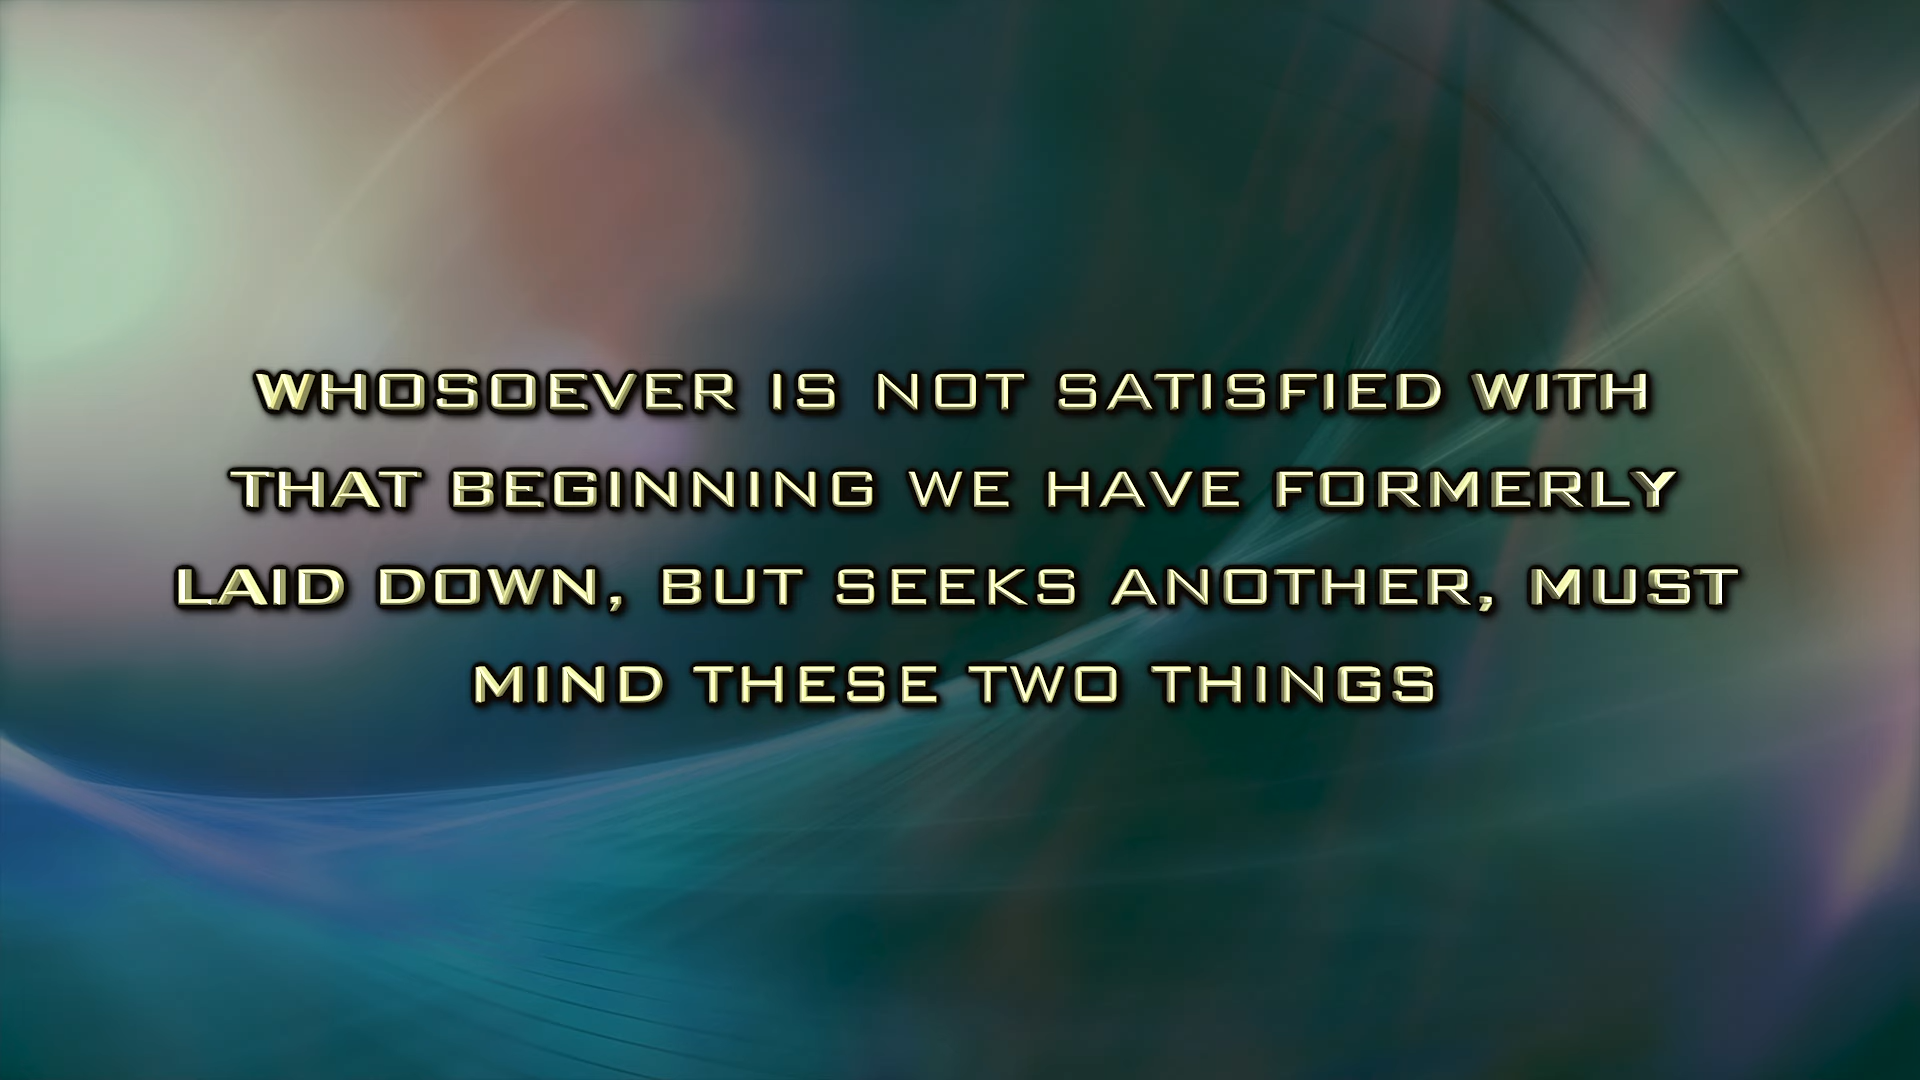 WHOSOEVER IS NOT SATISFIED WITH
THAT BEGINNING WE HAVE FORMERLY
LAID DOWN, BUT SEEKS ANOTHER, MUST
MIND THESE TWO THINGS